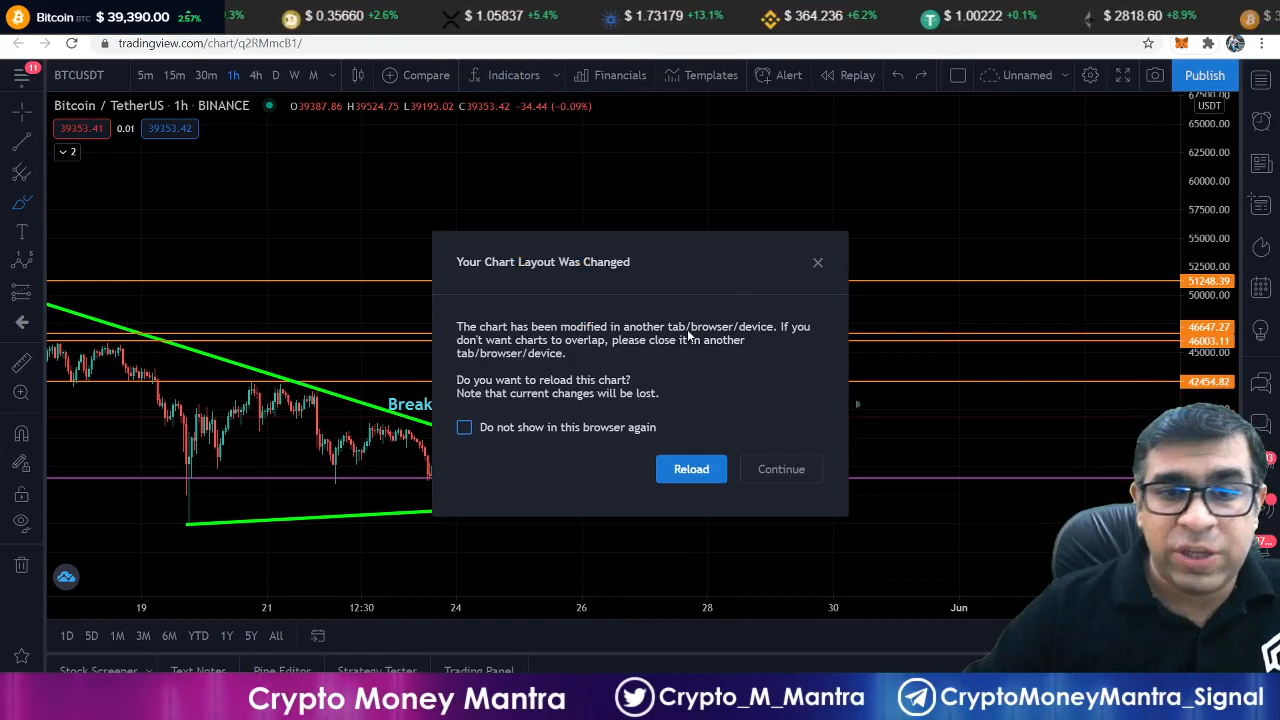 Bitcoin BTC $ 39,390.00 2.57% .3% $ 0.35660 +2.6% $ 1.05837 +5.4% $ 1.73179 +13.1% $ 364.236 +6.2% $ 1.00222 +0.1% $ 2818.60 +8.9% $ 39
tradingview.com/chart/q2RMmcB1/
11
BTCUSDT 5m 15m 30m 1h 4h D W M Compare Indicators Financials Templates Alert Replay Unnamed Publish
Bitcoin / TetherUS · 1h · BINANCE O39387.86 H39524.75 L39195.02 C39353.42 −34.44 (−0.09%)
67500.00
USDT
39353.41 0.01 39353.42
65000.00
2
62500.00
60000.00
57500.00
55000.00
52500.00
51248.39
50000.00
46647.27
46003.11
45000.00
42454.82
Your Chart Layout Was Changed
The chart has been modified in another tab/browser/device. If you
don't want charts to overlap, please close it in another
tab/browser/device.
Do you want to reload this chart?
Note that current changes will be lost.
Do not show in this browser again
Reload Continue
Break
19 21 12:30 24 26 28 30 Jun
1D 5D 1M 3M 6M YTD 1Y 5Y All
Stock Screener Text Notes Pine Editor Strategy Tester Trading Panel
Crypto Money Mantra Crypto_M_Mantra CryptoMoneyMantra_Signal